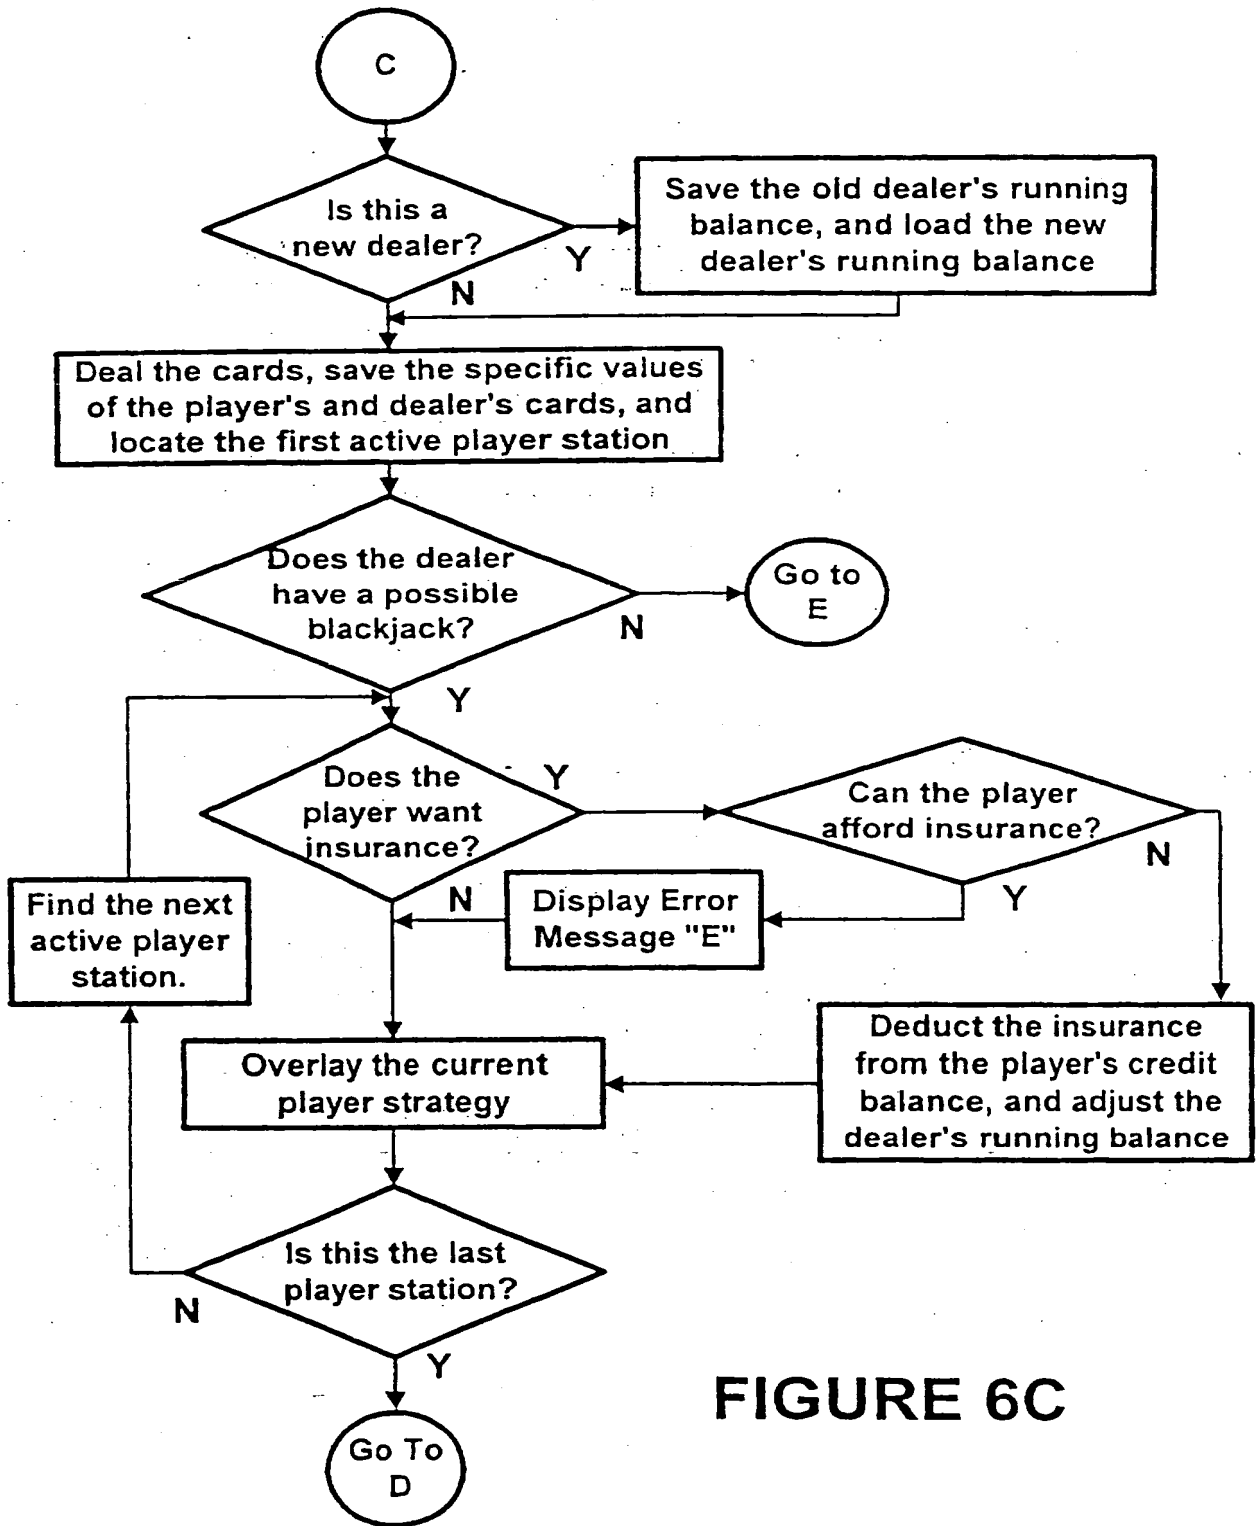 C
Is this a
new dealer?
Y
N
Save the old dealer's running
balance, and load the new
dealer's running balance
Deal the cards, save the specific values
of the player's and dealer's cards, and
locate the first active player station
Does the dealer
have a possible
blackjack?
N
Go to
E
Y
Does the
player want
insurance?
Y
N
Can the player
afford insurance?
N
Y
Display Error
Message "E"
Find the next
active player
station.
Deduct the insurance
from the player's credit
balance, and adjust the
dealer's running balance
Overlay the current
player strategy
Is this the last
player station?
N
Y
Go To
D
FIGURE 6C